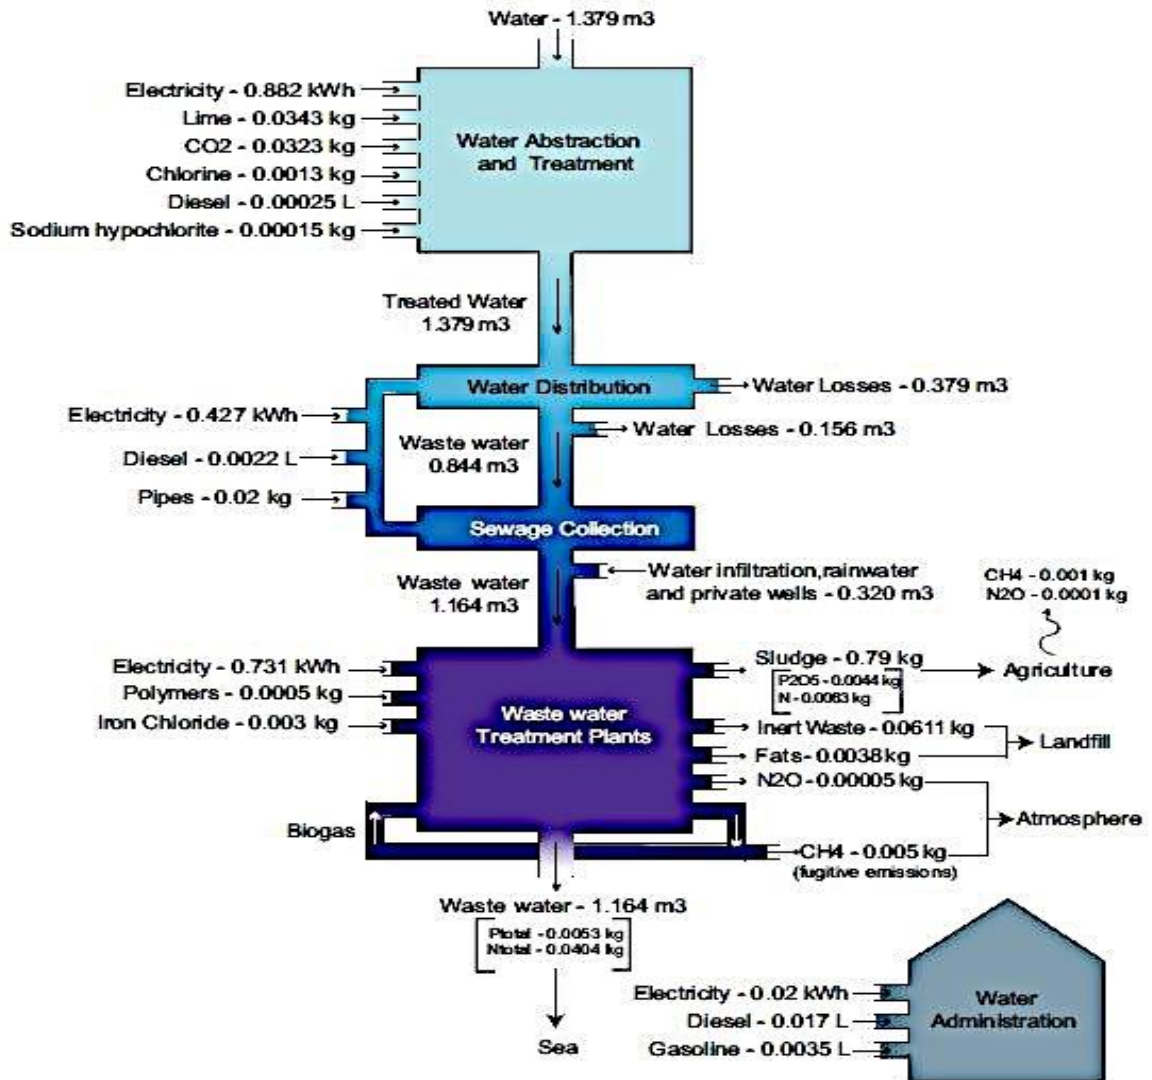 Water - 1.379 m3
Electricity - 0.882 kWh
Lime - 0.0343 kg
CO2 - 0.0323 kg
Chlorine - 0.0013 kg
Diesel - 0.00025 L
Sodium hypochlorite - 0.00015 kg
Water Abstraction
and Treatment
Treated Water
1.379 m3
Water Distribution
Water Losses - 0.379 m3
Electricity - 0.427 kWh
Diesel - 0.0022 L
Pipes - 0.02 kg
Waste water
0.844 m3
Water Losses - 0.156 m3
Sewage Collection
Waste water
1.164 m3
Water infiltration,rainwater
and private wells - 0.320 m3
CH4 - 0.001 kg
N2O - 0.0001 kg
Electricity - 0.731 kWh
Polymers - 0.0005 kg
Iron Chloride - 0.003 kg
Waste water
Treatment Plants
Sludge - 0.79 kg
P2O5 - 0.0044 kg
N - 0.0063 kg
Agriculture
Inert Waste - 0.0611 kg
Fats - 0.0038 kg
Landfill
N2O - 0.00005 kg
Atmosphere
Biogas
CH4 - 0.005 kg
(fugitive emissions)
Waste water - 1.164 m3
Ptotal - 0.0053 kg
Ntotal - 0.0404 kg
Sea
Electricity - 0.02 kWh
Diesel - 0.017 L
Gasoline - 0.0035 L
Water
Administration